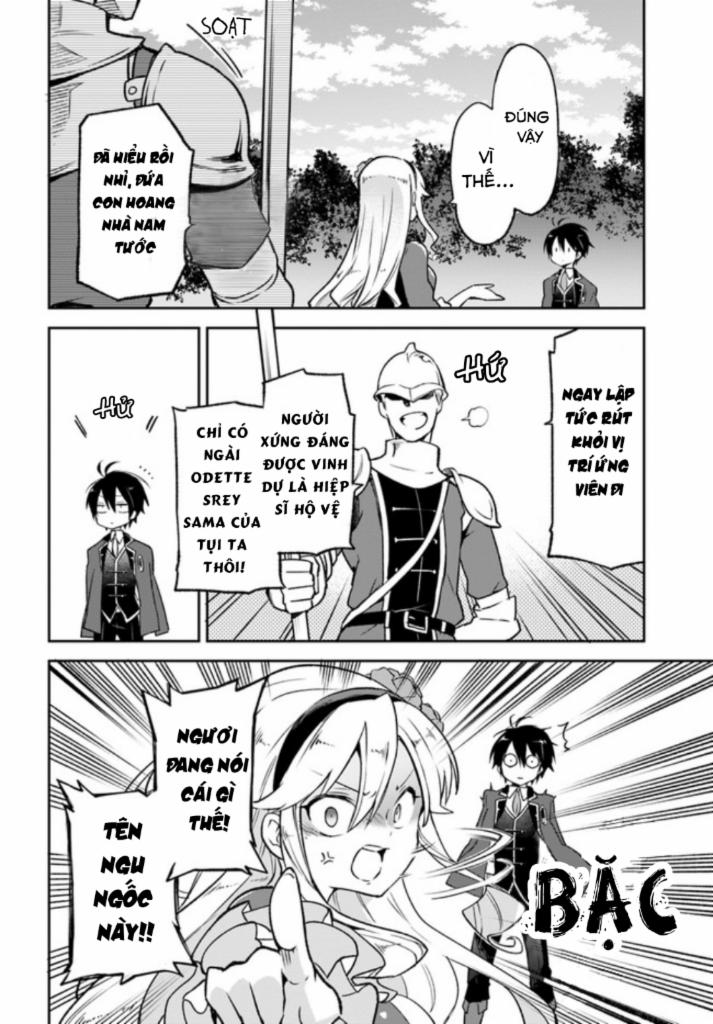 SOẠT
ĐÚNG
VẬY
VÌ
THẾ...
ĐÃ HIỂU RỒI
NHỈ, ĐỨA
CON HOANG
NHÀ NAM
TƯỚC
NGAY LẬP
TỨC RÚT
KHỎI VỊ
TRÍ ỨNG
VIÊN ĐI
HỨ
NGƯỜI
XỨNG ĐÁNG
ĐƯỢC VINH
DỰ LÀ HIỆP
SĨ HỘ VỆ
CHỈ CÓ
NGÀI
ODETTE
SREY
SAMA CỦA
TỤI TA
THÔI!
HỬ
NGƯƠI
ĐANG NÓI
CÁI GÌ
THẾ!
TÊN
NGU
NGỐC
NÀY!!
BẶC